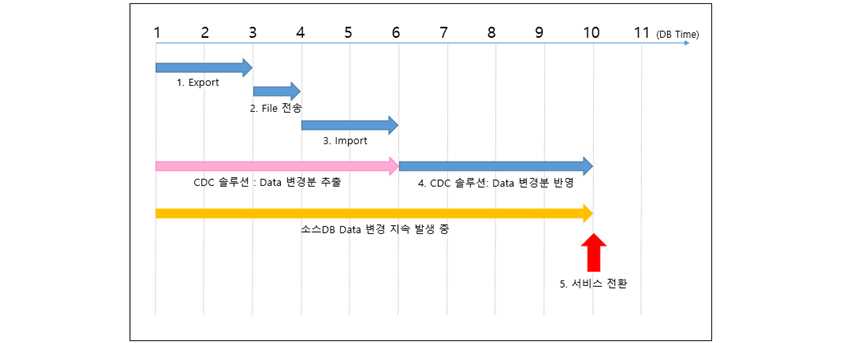 1 2 3 4 5 6 7 8 9 10 11 (DB Time)
1. Export
2. File 전송
3. Import
CDC 솔루션 : Data 변경분 추출 4. CDC 솔루션: Data 변경분 반영
소스DB Data 변경 지속 발생 중
5. 서비스 전환